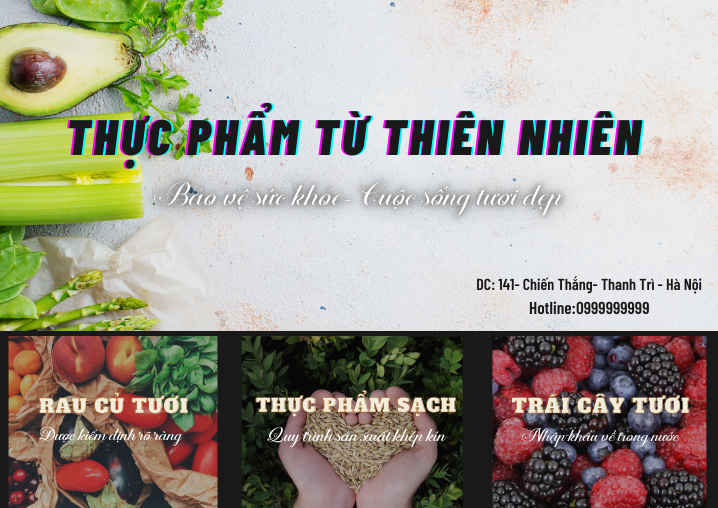 THỰC PHẨM TỪ THIÊN NHIÊN
Bảo vệ sức khỏe - Cuộc sống tươi đẹp
DC: 141- Chiến Thắng- Thanh Trì - Hà Nội
Hotline:0999999999
RAU CỦ TƯƠI
Được kiểm định rõ ràng
THỰC PHẨM SẠCH
Quy trình sản xuất khép kín
TRÁI CÂY TƯƠI
Nhập khẩu về trong nước